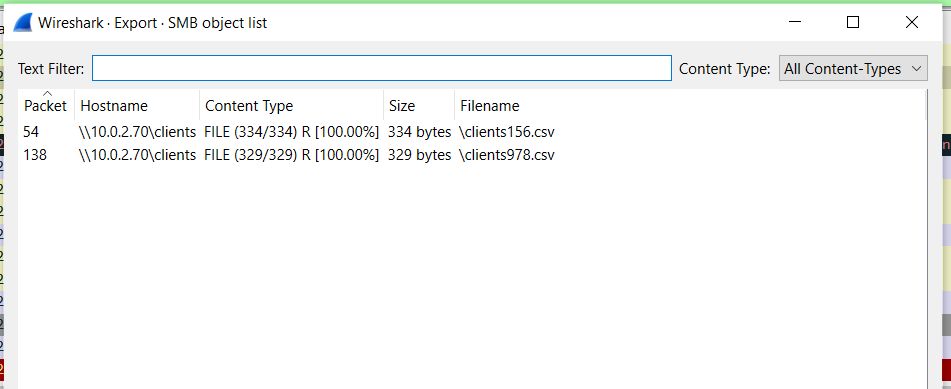 Wireshark · Export · SMB object list
Text Filter: Content Type: All Content-Types
Packet Hostname Content Type Size Filename
54 \\10.0.2.70\clients FILE (334/334) R [100.00%] 334 bytes \clients156.csv
138 \\10.0.2.70\clients FILE (329/329) R [100.00%] 329 bytes \clients978.csv